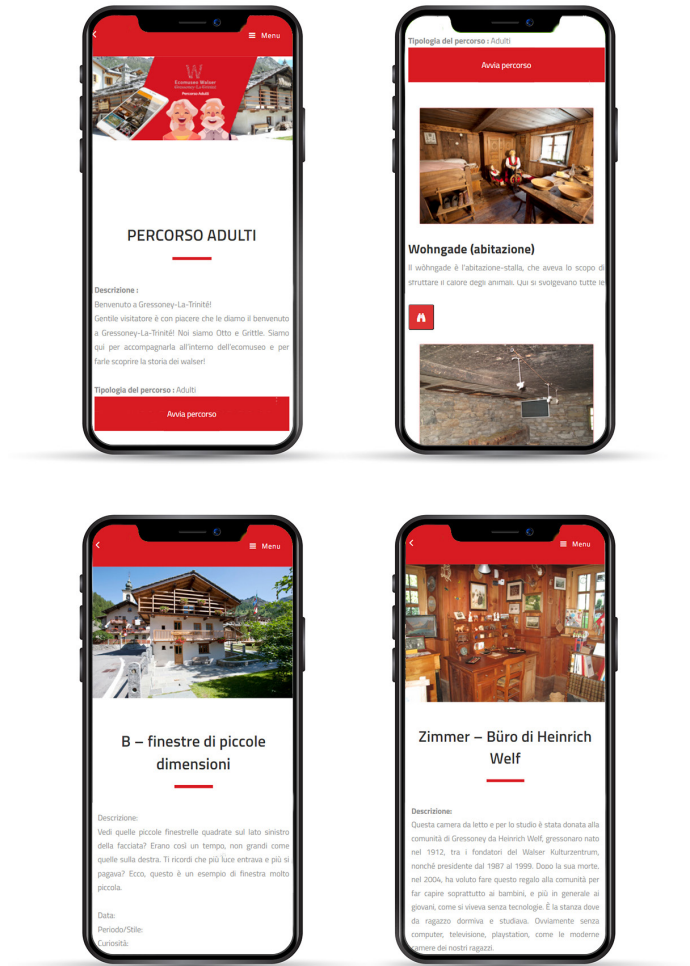 Menu
Ecomuseo Walser
Gressoney-La-Trinité
Percorso Adulti
PERCORSO ADULTI
Descrizione :
Benvenuto a Gressoney-La-Trinité!
Gentile visitatore è con piacere che le diamo il benvenuto
a Gressoney-La-Trinité! Noi siamo Otto e Grittle. Siamo
qui per accompagnarla all'interno dell'ecomuseo e per
farle scoprire la storia dei walser!
Tipologia del percorso : Adulti
Avvia percorso
Tipologia del percorso : Adulti
Avvia percorso
Wohngade (abitazione)
Il wòhngade è l'abitazione-stalla, che aveva lo scopo di
sfruttare il calore degli animali. Qui si svolgevano tutte le
Menu
B – finestre di piccole
dimensioni
Descrizione:
Vedi quelle piccole finestrelle quadrate sul lato sinistro
della facciata? Erano così un tempo, non grandi come
quelle sulla destra. Ti ricordi che più luce entrava e più si
pagava? Ecco, questo è un esempio di finestra molto
piccola.
Data:
Periodo/Stile:
Curiosità:
Menu
Zimmer – Büro di Heinrich
Welf
Descrizione:
Questa camera da letto e per lo studio è stata donata alla
comunità di Gressoney da Heinrich Welf, gressonaro nato
nel 1912, tra i fondatori del Walser Kulturzentrum,
nonché presidente dal 1987 al 1999. Dopo la sua morte,
nel 2004, ha voluto fare questo regalo alla comunità per
far capire soprattutto ai bambini, e più in generale ai
giovani, come si viveva senza tecnologie. È la stanza dove
da ragazzo dormiva e studiava. Ovviamente senza
computer, televisione, playstation, come le moderne
camere dei nostri ragazzi.